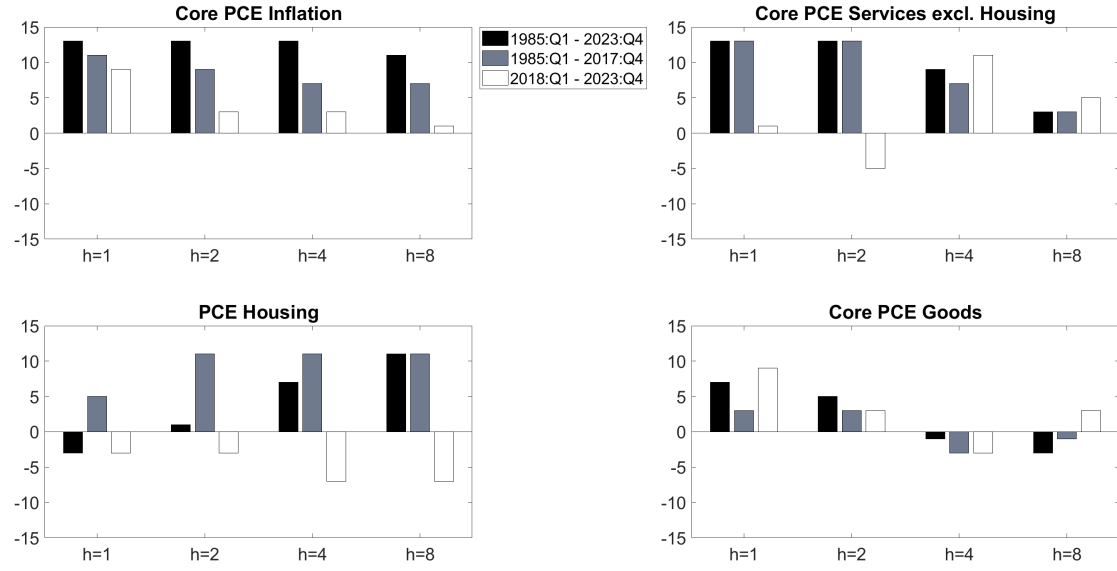 Core PCE Inflation
15
10
5
0
-5
-10
-15
h=1 h=2 h=4 h=8
1985:Q1 - 2023:Q4
1985:Q1 - 2017:Q4
2018:Q1 - 2023:Q4
Core PCE Services excl. Housing
15
10
5
0
-5
-10
-15
h=1 h=2 h=4 h=8
PCE Housing
15
10
5
0
-5
-10
-15
h=1 h=2 h=4 h=8
Core PCE Goods
15
10
5
0
-5
-10
-15
h=1 h=2 h=4 h=8